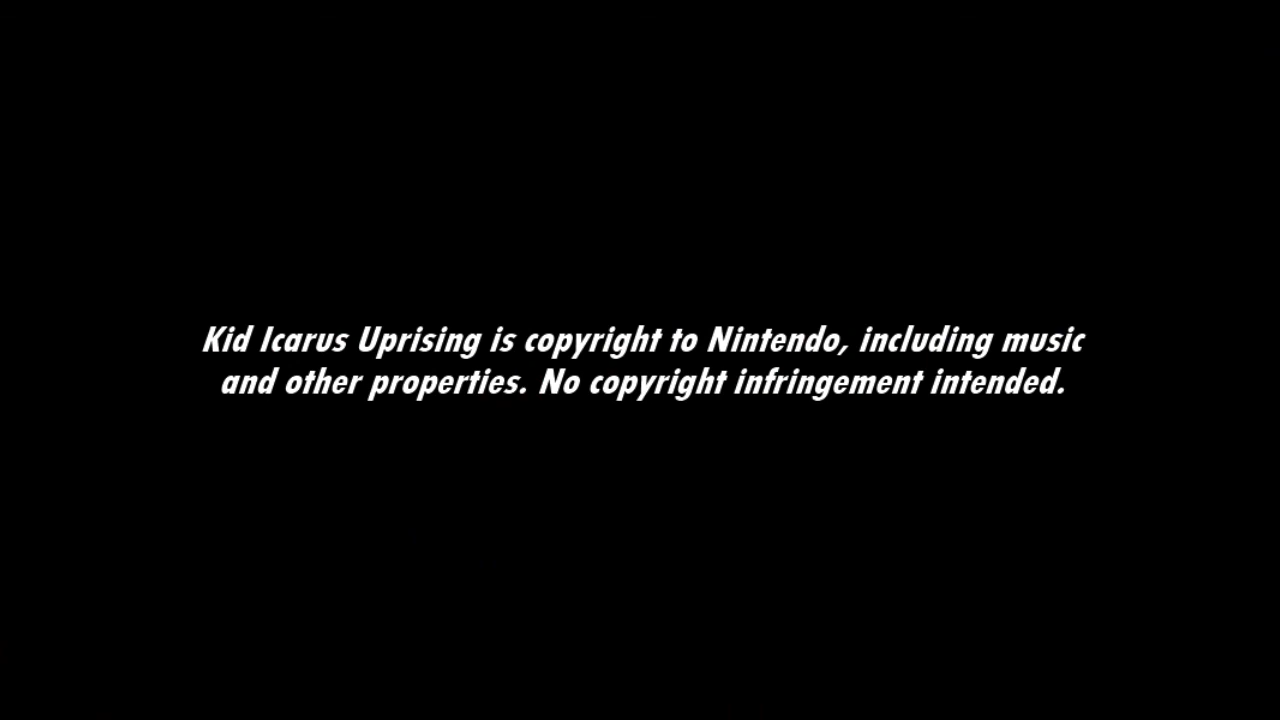 Kid Icarus Uprising is copyright to Nintendo, including music
and other properties. No copyright infringement intended.